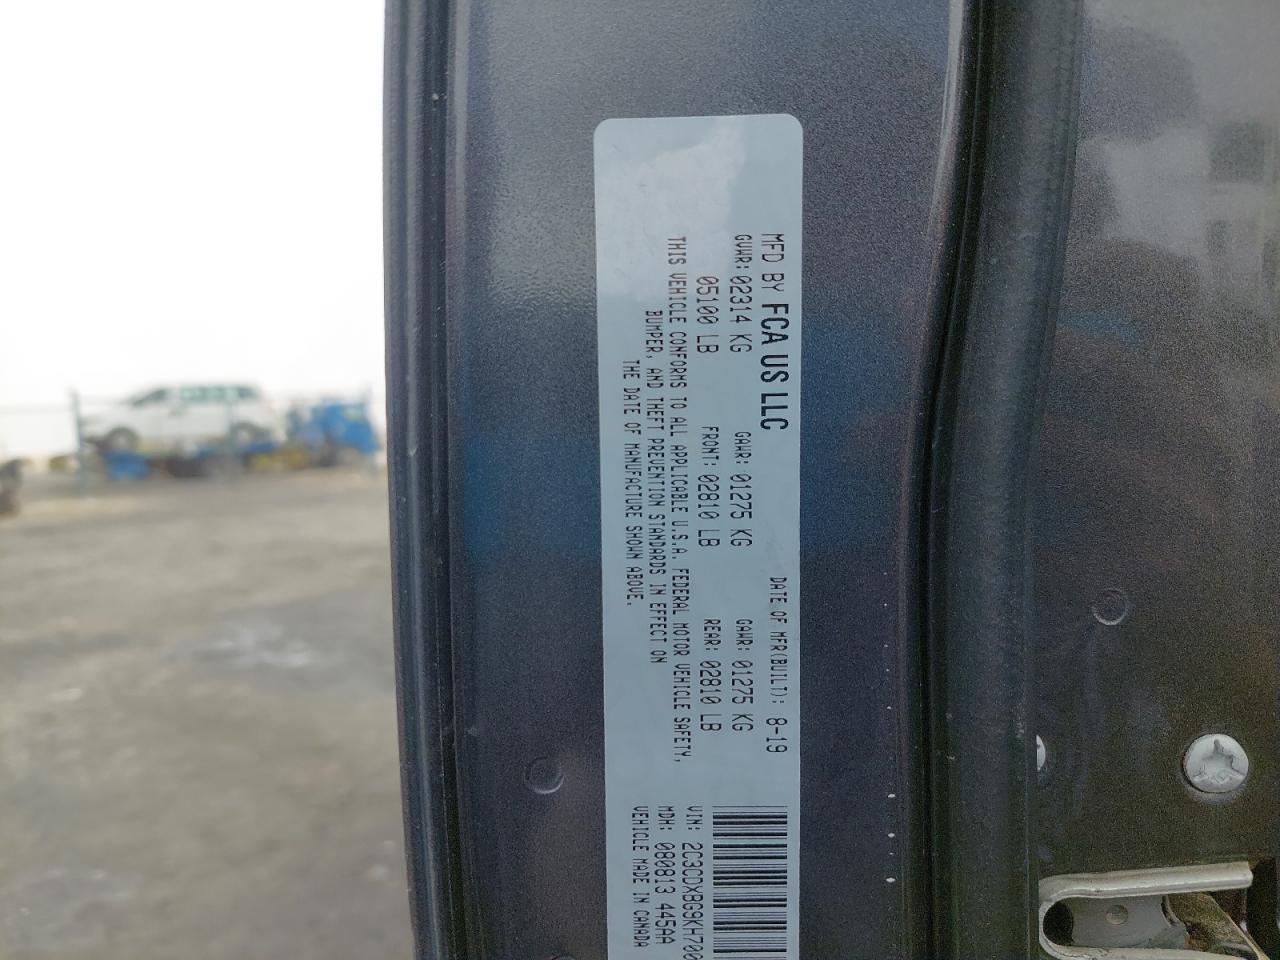 MFD BY FCA US LLC
DATE OF MFR(BUILT): 8-19
GVWR: 02314 KG GAWR: 01275 KG GAWR: 01275 KG
05100 LB FRONT: 02810 LB REAR: 02810 LB
THIS VEHICLE CONFORMS TO ALL APPLICABLE U.S.A. FEDERAL MOTOR VEHICLE SAFETY,
BUMPER, AND THEFT PREVENTION STANDARDS IN EFFECT ON
THE DATE OF MANUFACTURE SHOWN ABOVE.
VIN: 2C3CDXBG9KH700
MDH: 080813 445AA
VEHICLE MADE IN CANADA